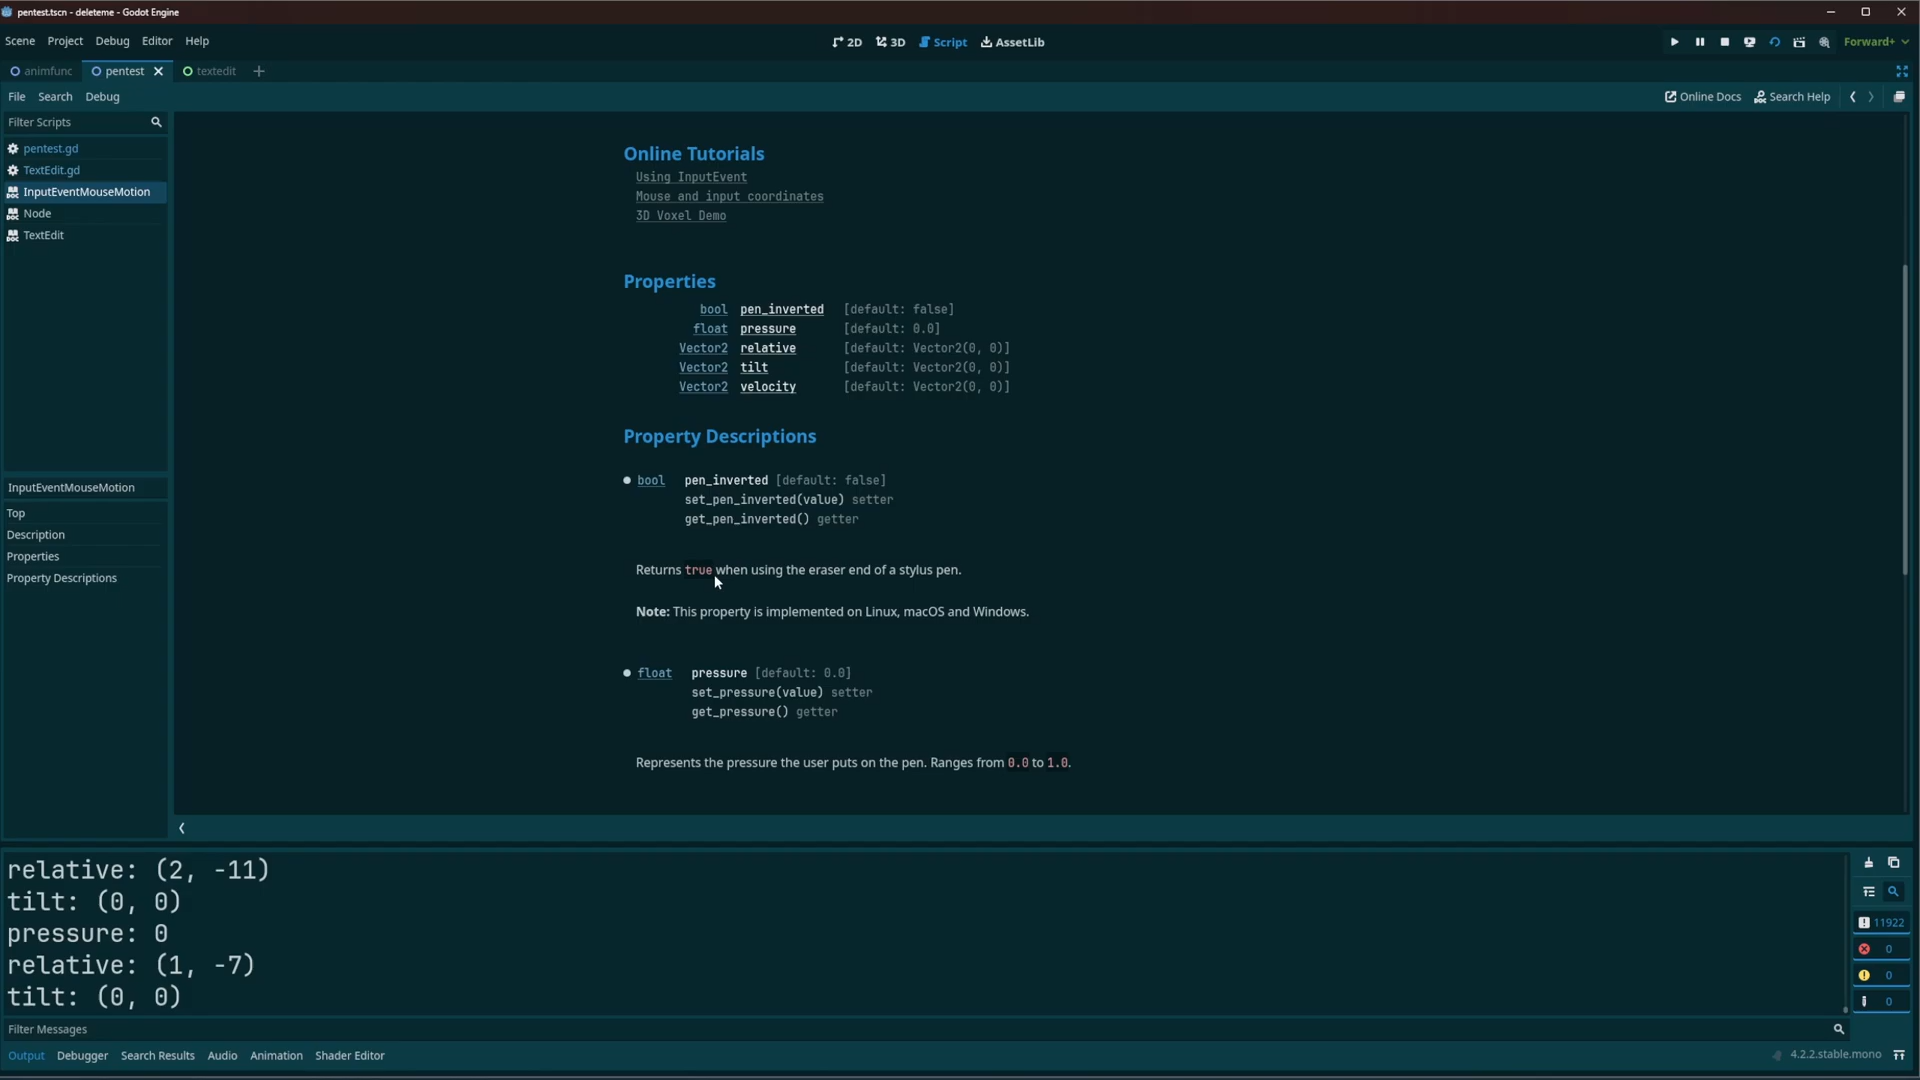 pentest.tscn - deleteme - Godot Engine
Scene Project Debug Editor Help
2D 3D Script AssetLib
Forward+
animfunc pentest textedit
File Search Debug
Online Docs Search Help
Filter Scripts
pentest.gd
TextEdit.gd
InputEventMouseMotion
Node
TextEdit
InputEventMouseMotion
Top
Description
Properties
Property Descriptions
Online Tutorials
Using InputEvent
Mouse and input coordinates
3D Voxel Demo
Properties
bool pen_inverted [default: false]
float pressure [default: 0.0]
Vector2 relative [default: Vector2(0, 0)]
Vector2 tilt [default: Vector2(0, 0)]
Vector2 velocity [default: Vector2(0, 0)]
Property Descriptions
bool pen_inverted [default: false]
set_pen_inverted(value) setter
get_pen_inverted() getter
Returns true when using the eraser end of a stylus pen.
Note: This property is implemented on Linux, macOS and Windows.
float pressure [default: 0.0]
set_pressure(value) setter
get_pressure() getter
Represents the pressure the user puts on the pen. Ranges from 0.0 to 1.0.
relative: (2, -11)
tilt: (0, 0)
pressure: 0
relative: (1, -7)
tilt: (0, 0)
11922
0
0
0
Filter Messages
Output Debugger Search Results Audio Animation Shader Editor
4.2.2.stable.mono